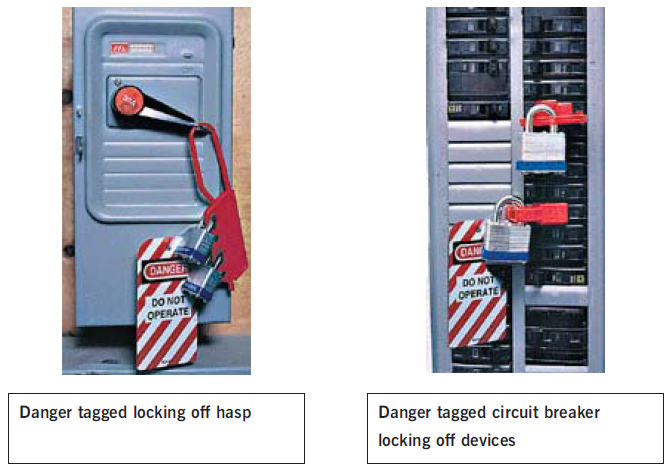 DANGER
DO NOT
OPERATE
DO NOT
OPERATE
Danger tagged locking off hasp
Danger tagged circuit breaker
locking off devices